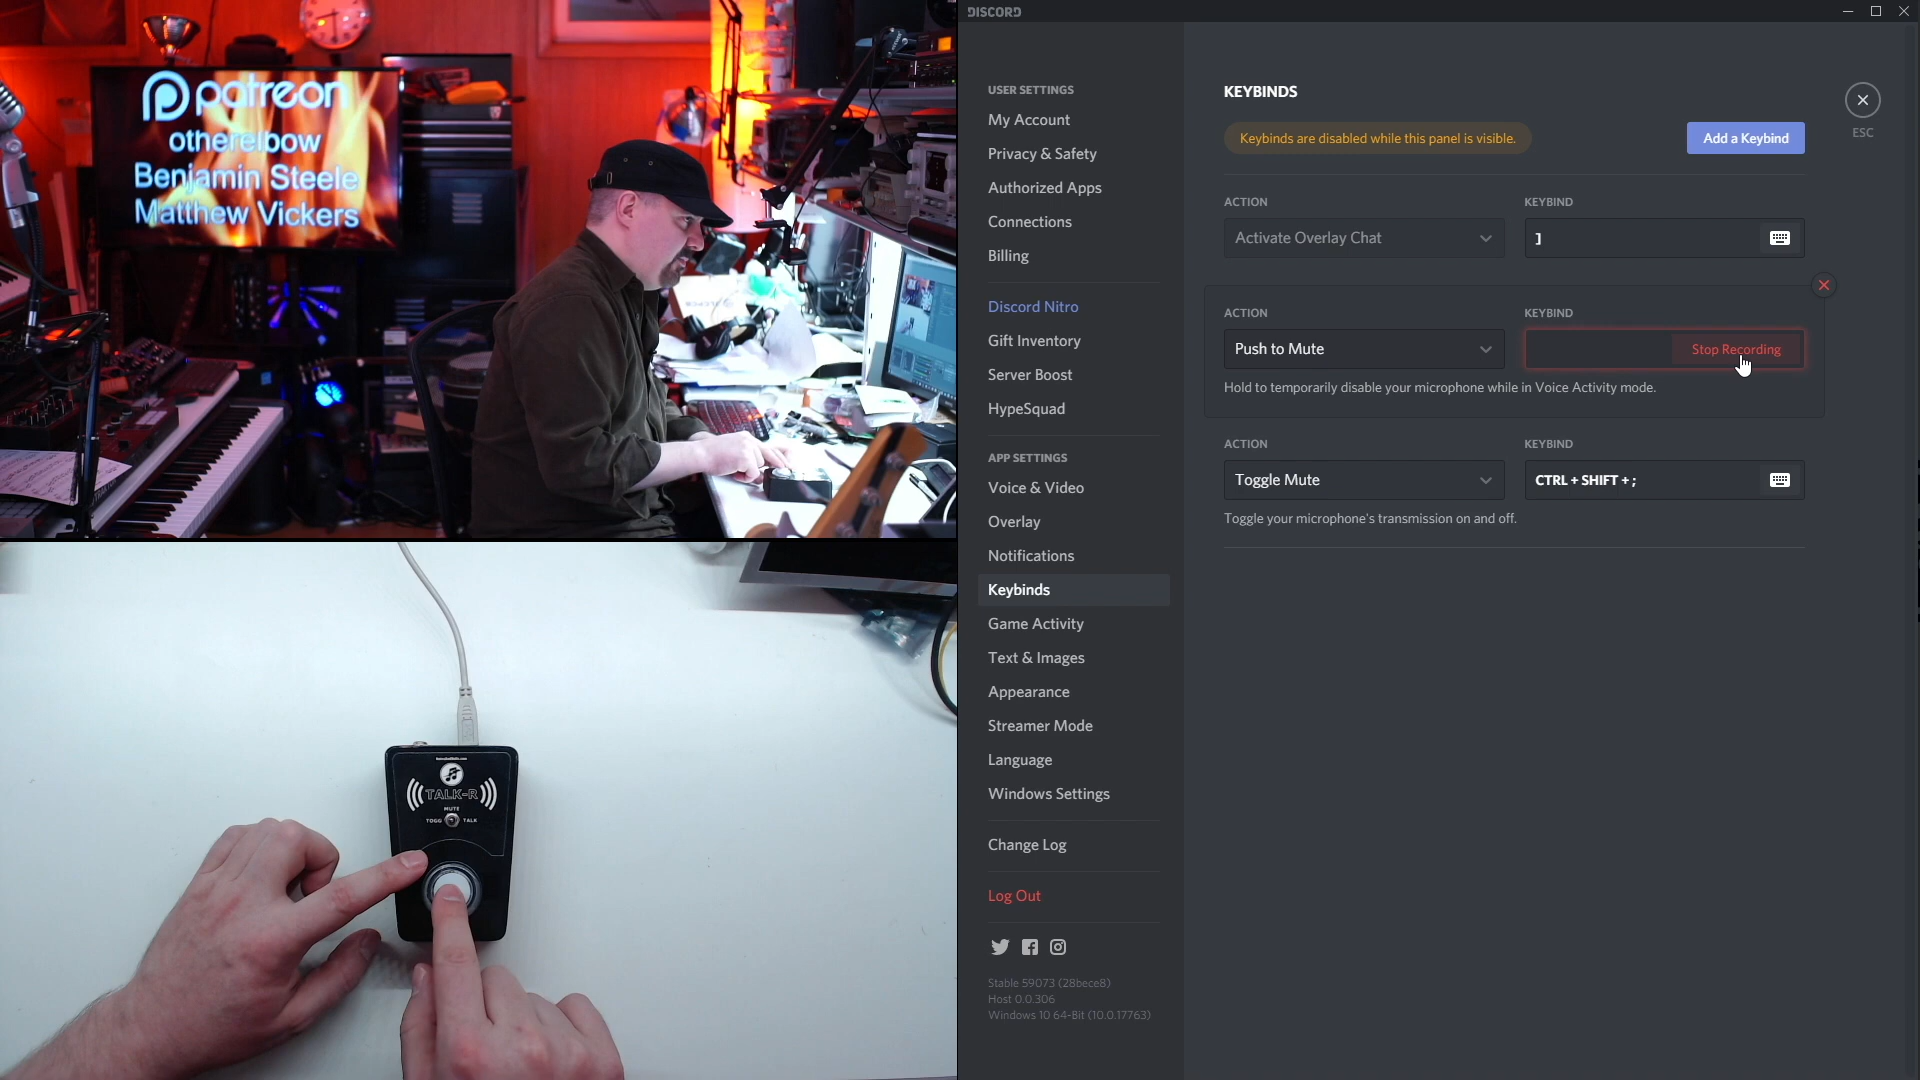 patreon
otherelbow
Benjamin Steele
Matthew Vickers
TALK-R
MUTE
TOGG TALK
DISCORD
USER SETTINGS
My Account
Privacy & Safety
Authorized Apps
Connections
Billing
Discord Nitro
Gift Inventory
Server Boost
HypeSquad
APP SETTINGS
Voice & Video
Overlay
Notifications
Keybinds
Game Activity
Text & Images
Appearance
Streamer Mode
Language
Windows Settings
Change Log
Log Out
Stable 59073 (28bece8)
Host 0.0.306
Windows 10 64-Bit (10.0.17763)
KEYBINDS
Keybinds are disabled while this panel is visible.
Add a Keybind
ESC
ACTION KEYBIND
Activate Overlay Chat ]
ACTION KEYBIND
Push to Mute Stop Recording
Hold to temporarily disable your microphone while in Voice Activity mode.
ACTION KEYBIND
Toggle Mute CTRL + SHIFT + ;
Toggle your microphone's transmission on and off.